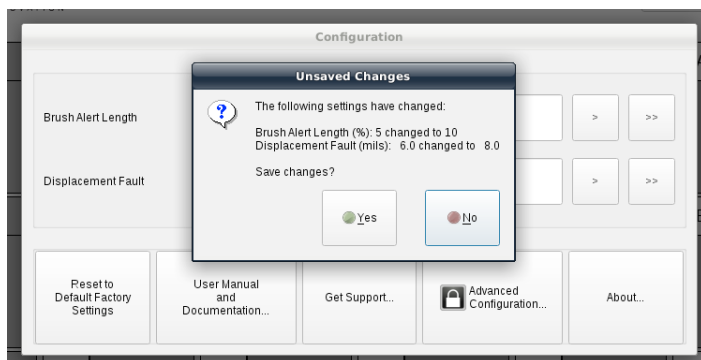 Configuration
Unsaved Changes
The following settings have changed:
Brush Alert Length (%): 5 changed to 10
Displacement Fault (mils): 6.0 changed to 8.0
Save changes?
Yes
No
Brush Alert Length
>
>>
Displacement Fault
>
>>
Reset to
Default Factory
Settings
User Manual
and
Documentation...
Get Support...
Advanced
Configuration...
About...